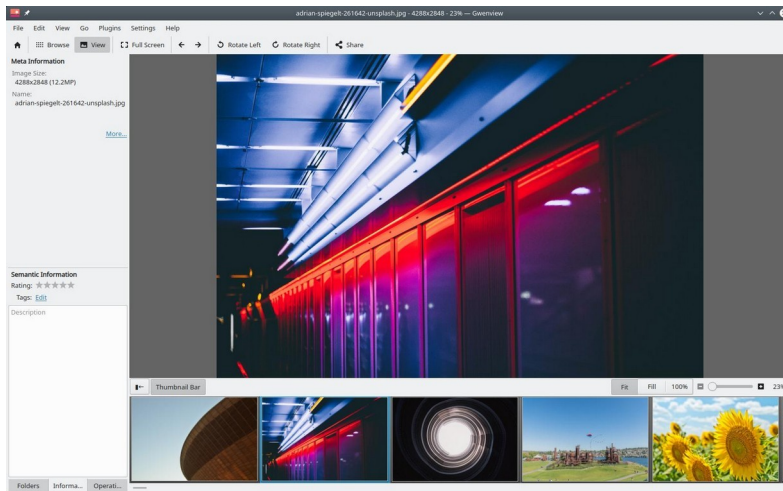 adrian-spiegelt-261642-unsplash.jpg - 4288x2848 - 23% — Gwenview
File Edit View Go Plugins Settings Help
Browse View Full Screen Rotate Left Rotate Right Share
Meta Information
Image Size:
4288x2848 (12.2MP)
Name:
adrian-spiegelt-261642-unsplash.jpg
More...
Semantic Information
Rating:
Tags: Edit
Description
Thumbnail Bar Fit Fill 100% 23%
Folders Informa... Operati...